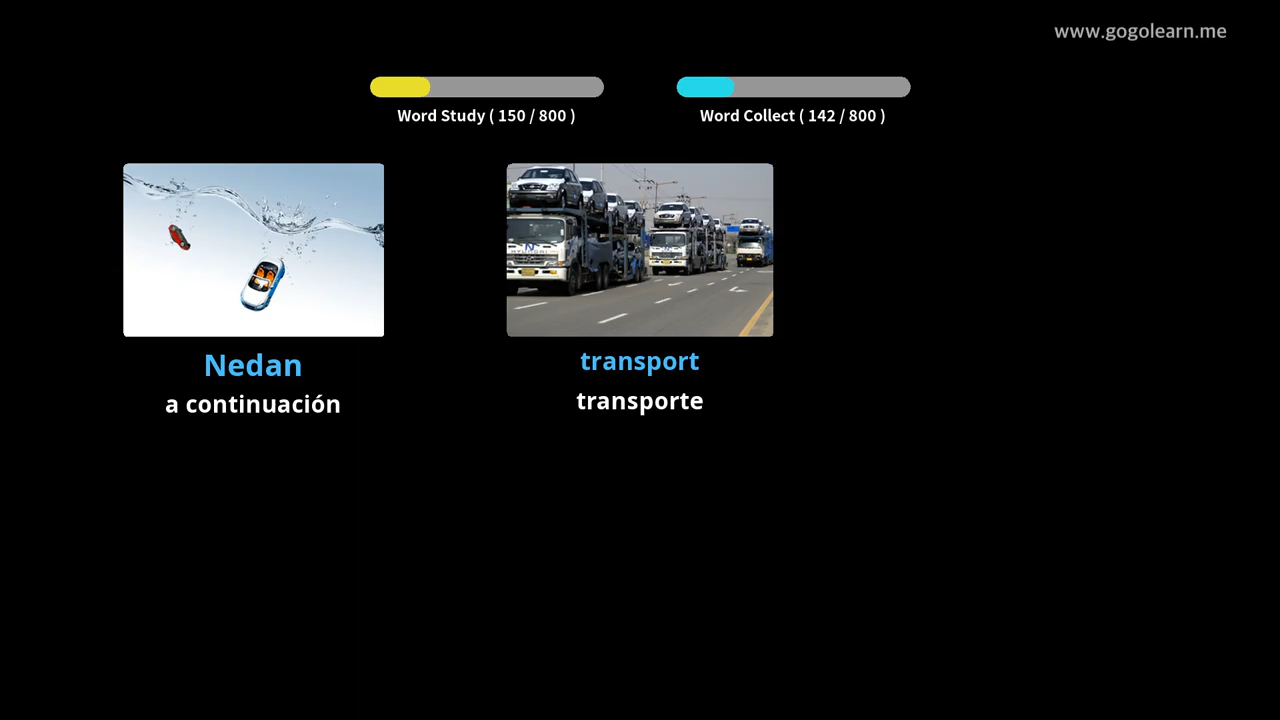 www.gogolearn.me
Word Study ( 150 / 800 )
Word Collect ( 142 / 800 )
Nedan
a continuación
transport
transporte